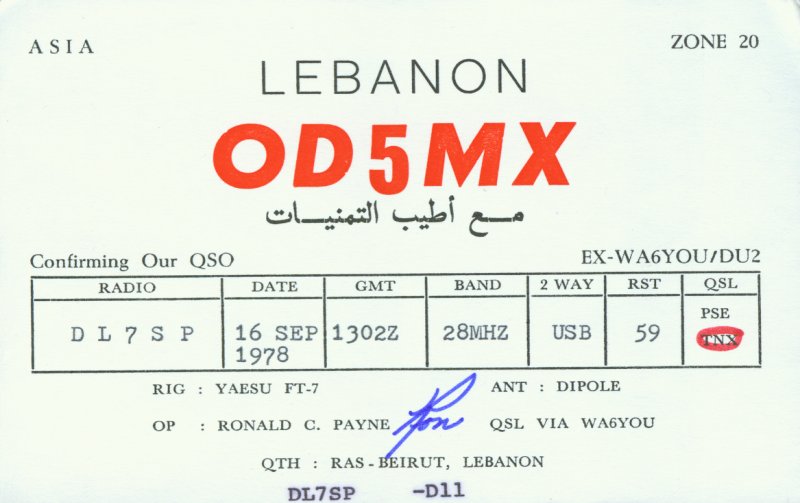 ASIA
ZONE 20
LEBANON
OD5MX
مع أطيب التمنيات
Confirming Our QSO
EX-WA6YOU/DU2
RADIO DATE GMT BAND 2 WAY RST QSL
DL7SP 16 SEP 1978 1302Z 28MHZ USB 59 PSE TNX
RIG : YAESU FT-7 ANT : DIPOLE
OP : RONALD C. PAYNE Ron QSL VIA WA6YOU
QTH : RAS-BEIRUT, LEBANON
DL7SP -D11